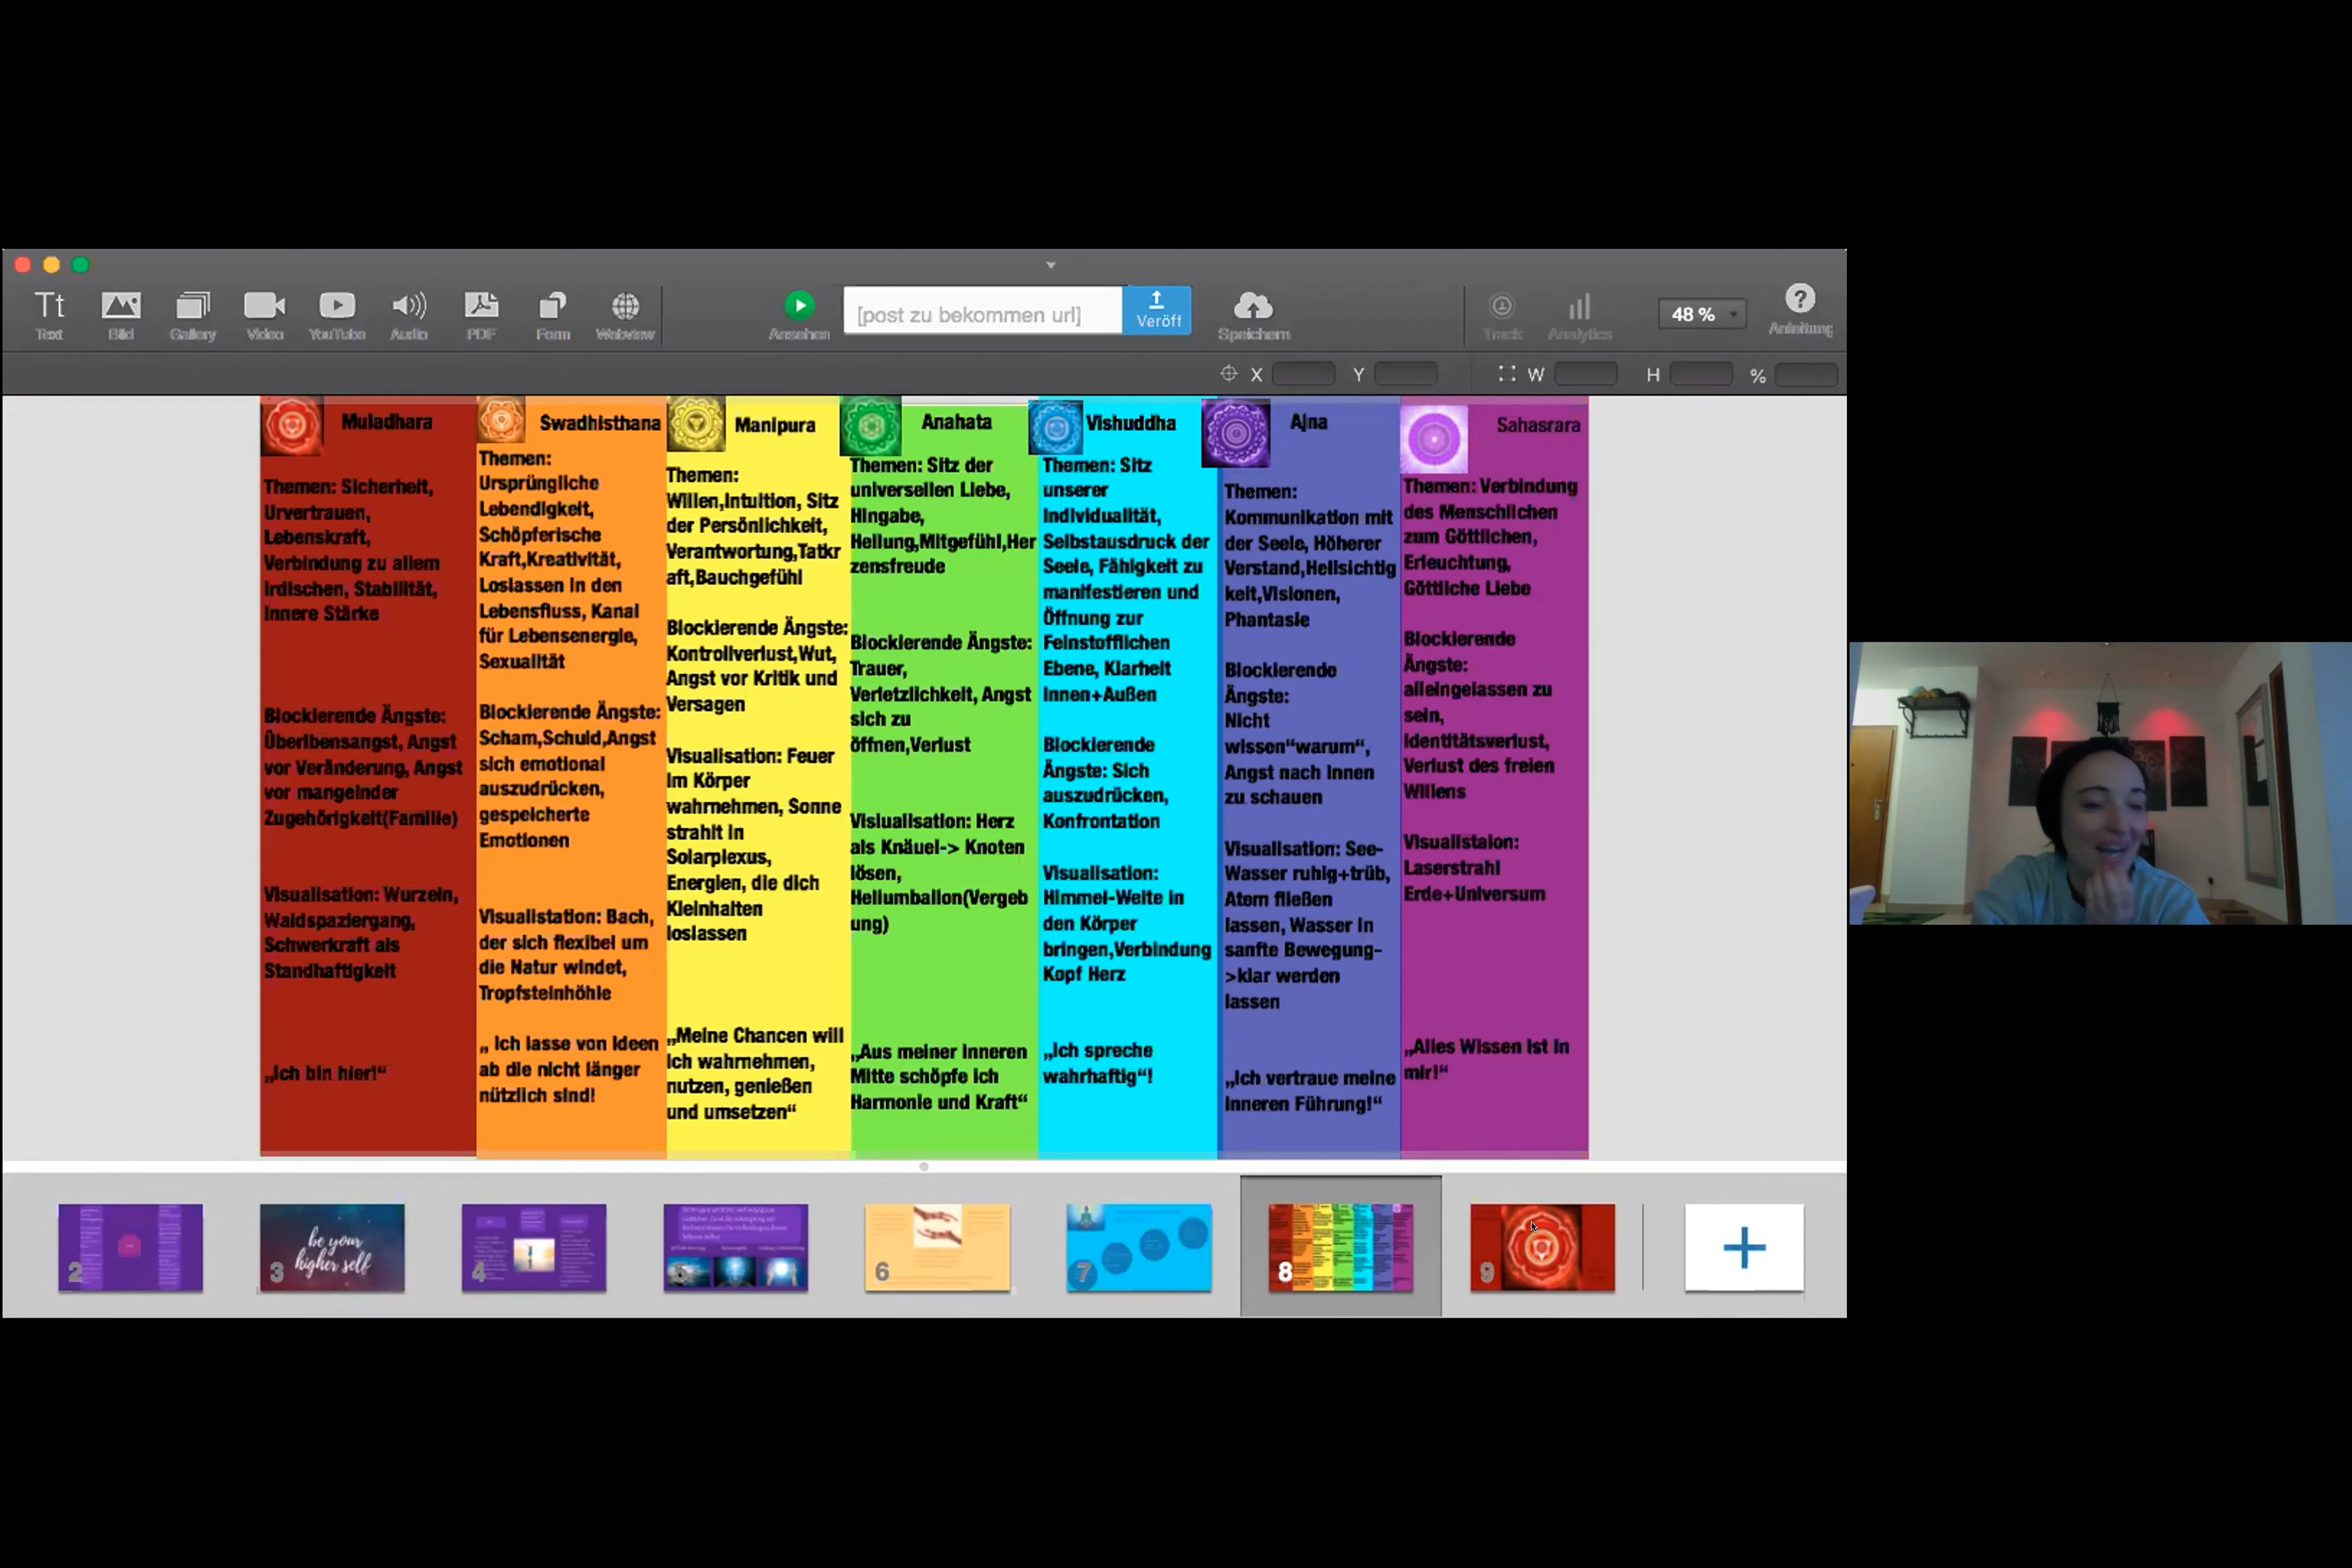 Tt
Text
Bild
Gallery
Video
YouTube
Audio
PDF
Form
Webview
Ansehen
[post zu bekommen url]
Veröff
Speichern
Track
Analytics
48 %
?
Anleitung
X
Y
W
H
%
Muladhara
Themen: Sicherheit,
Urvertrauen,
Lebenskraft,
Verbindung zu allem
Irdischen, Stabilität,
Innere Stärke
Blockierende Ängste:
Überlbensangst, Angst
vor Veränderung, Angst
vor mangelnder
Zugehörigkeit(Familie)
Visualisation: Wurzeln,
Waldspaziergang,
Schwerkraft als
Standhaftigkeit
„Ich bin hier!“
Swadhisthana
Themen:
Ursprüngliche
Lebendigkeit,
Schöpferische
Kraft,Kreativität,
Loslassen in den
Lebensfluss, Kanal
für Lebensenergie,
Sexualität
Blockierende Ängste:
Scham,Schuld,Angst
sich emotional
auszudrücken,
gespeicherte
Emotionen
Visualistation: Bach,
der sich flexibel um
die Natur windet,
Tropfsteinhöhle
„ Ich lasse von Ideen
ab die nicht länger
nützlich sind!
Manipura
Themen:
Willen,Intuition, Sitz
der Persönlichkeit,
Verantwortung,Tatkr
aft,Bauchgefühl
Blockierende Ängste:
Kontrollverlust,Wut,
Angst vor Kritik und
Versagen
Visualisation: Feuer
im Körper
wahrnehmen, Sonne
strahlt in
Solarplexus,
Energien, die dich
Kleinhalten
loslassen
„Meine Chancen will
ich wahrnehmen,
nutzen, genießen
und umsetzen“
Anahata
Themen: Sitz der
universellen Liebe,
Hingabe,
Heilung,Mitgefühl,Her
zensfreude
Blockierende Ängste:
Trauer,
Verletzlichkeit, Angst
sich zu
öffnen,Verlust
Visiualisation: Herz
als Knäuel-> Knoten
lösen,
Heliumballon(Vergeb
ung)
„Aus meiner inneren
Mitte schöpfe ich
Harmonie und Kraft“
Vishuddha
Themen: Sitz
unserer
Individualität,
Selbstausdruck der
Seele, Fähigkeit zu
manifestieren und
Öffnung zur
Feinstofflichen
Ebene, Klarheit
Innen+Außen
Blockierende
Ängste: Sich
auszudrücken,
Konfrontation
Visualisation:
Himmel-Weite in
den Körper
bringen,Verbindung
Kopf Herz
„Ich spreche
wahrhaftig“!
Ajna
Themen:
Kommunikation mit
der Seele, Höherer
Verstand,Hellsichtig
keit,Visionen,
Phantasie
Blockierende
Ängste:
Nicht
wissen“warum“,
Angst nach innen
zu schauen
Visualisation: See-
Wasser ruhig+trüb,
Atem fließen
lassen, Wasser in
sanfte Bewegung-
>klar werden
lassen
„Ich vertraue meine
inneren Führung!“
Sahasrara
Themen: Verbindung
des Menschlichen
zum Göttlichen,
Erleuchtung,
Göttliche Liebe
Blockierende
Ängste:
alleingelassen zu
sein,
Identitätsverlust,
Verlust des freien
Willens
Visualistaion:
Laserstrahl
Erde+Universum
„Alles Wissen ist in
mir!“
2
3
be your
higher self
4
5
6
7
8
9